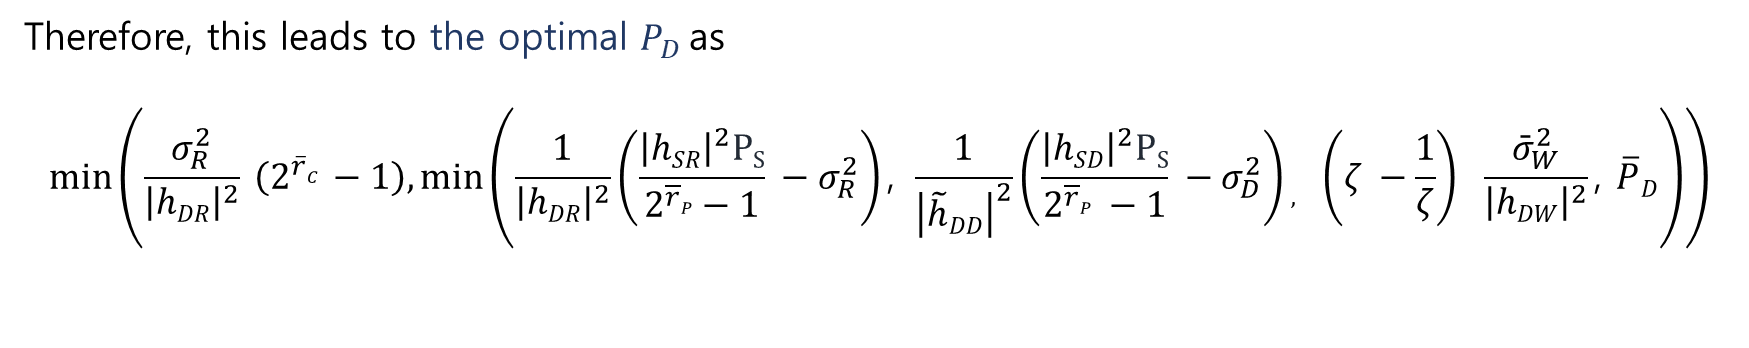 Therefore, this leads to the optimal P_D as
min( σ_R^2/|h_DR|^2 (2^{r̄_C} − 1), min( 1/|h_DR|^2 ( |h_SR|^2 P_S/(2^{r̄_P} − 1) − σ_R^2 ), 1/|h̃_DD|^2 ( |h_SD|^2 P_S/(2^{r̄_P} − 1) − σ_D^2 ), ( ζ − 1/ζ ) σ̄_W^2/|h_DW|^2, P̄_D ) )